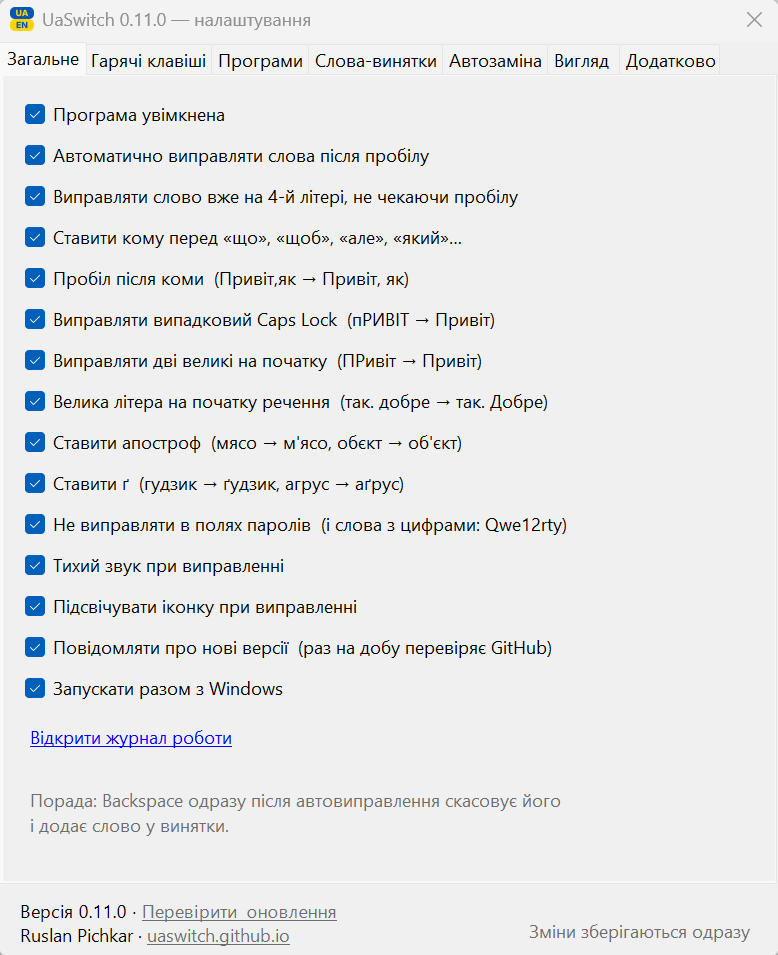 UA
EN
UaSwitch 0.11.0 — налаштування
Загальне Гарячі клавіші Програми Слова-винятки Автозаміна Вигляд Додатково
Програма увімкнена
Автоматично виправляти слова після пробілу
Виправляти слово вже на 4-й літері, не чекаючи пробілу
Ставити кому перед «що», «щоб», «але», «який»…
Пробіл після коми (Привіт,як → Привіт, як)
Виправляти випадковий Caps Lock (пРИВІТ → Привіт)
Виправляти дві великі на початку (ПРивіт → Привіт)
Велика літера на початку речення (так. добре → так. Добре)
Ставити апостроф (мясо → м'ясо, обєкт → об'єкт)
Ставити ґ (гудзик → ґудзик, агрус → аґрус)
Не виправляти в полях паролів (і слова з цифрами: Qwe12rty)
Тихий звук при виправленні
Підсвічувати іконку при виправленні
Повідомляти про нові версії (раз на добу перевіряє GitHub)
Запускати разом з Windows
Відкрити журнал роботи
Порада: Backspace одразу після автовиправлення скасовує його
і додає слово у винятки.
Версія 0.11.0 · Перевірити оновлення
Ruslan Pichkar · uaswitch.github.io
Зміни зберігаються одразу